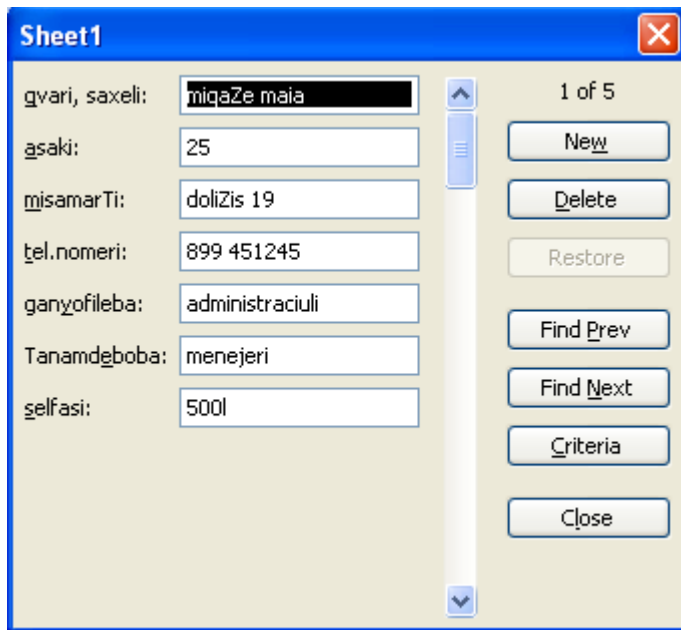 Sheet1
gvari, saxeli: miqaZe maia
asaki: 25
misamarTi: doliZis 19
tel.nomeri: 899 451245
ganyofileba: administraciuli
Tanamdeboba: menejeri
selfasi: 500l
1 of 5
New
Delete
Restore
Find Prev
Find Next
Criteria
Close